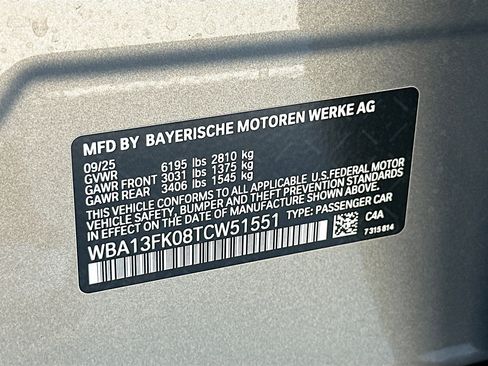 MFD BY BAYERISCHE MOTOREN WERKE AG
09/25
GVWR 6195 lbs 2810 kg
GAWR FRONT 3031 lbs 1375 kg
GAWR REAR 3406 lbs 1545 kg
THIS VEHICLE CONFORMS TO ALL APPLICABLE U.S.FEDERAL MOTOR
VEHICLE SAFETY, BUMPER AND THEFT PREVENTION STANDARDS
IN EFFECT ON THE DATE OF MANUFACTURE SHOWN ABOVE.
WBA13FK08TCW51551 TYPE: PASSENGER CAR
C4A
7315814